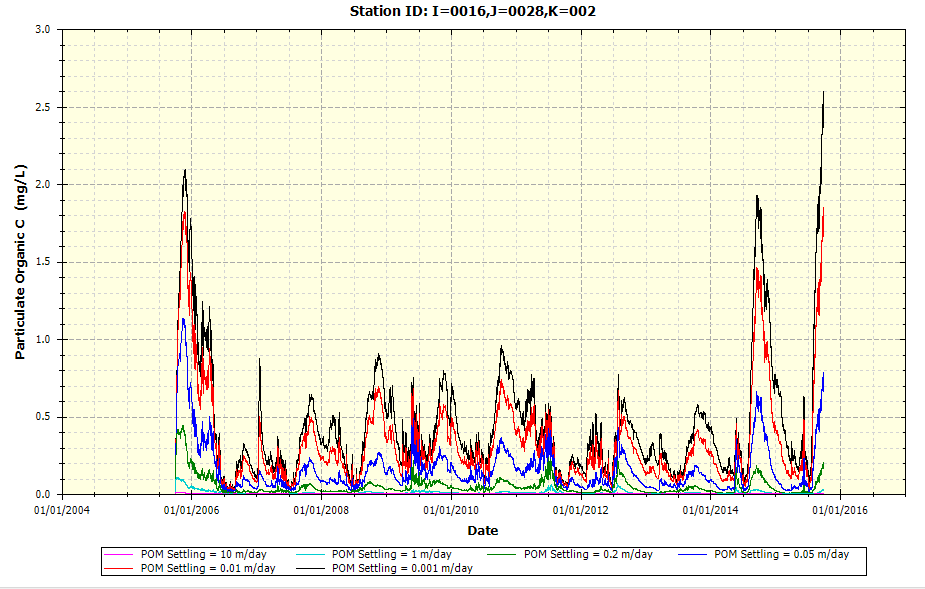 Station ID: I=0016,J=0028,K=002
3.0
2.5
2.0
1.5
1.0
0.5
0.0
Particulate Organic C (mg/L)
01/01/2004 01/01/2006 01/01/2008 01/01/2010 01/01/2012 01/01/2014 01/01/2016
Date
POM Settling = 10 m/day POM Settling = 1 m/day POM Settling = 0.2 m/day POM Settling = 0.05 m/day
POM Settling = 0.01 m/day POM Settling = 0.001 m/day